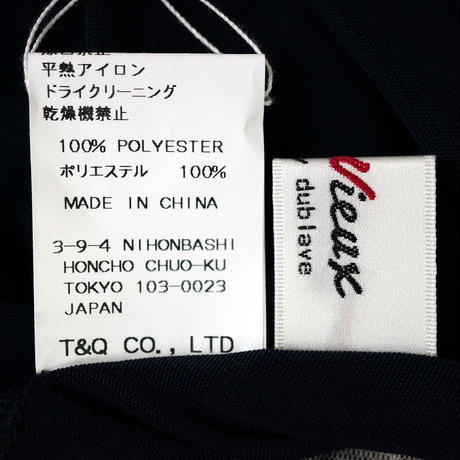 平熱アイロン
ドライクリーニング
乾燥機禁止
100% POLYESTER
ポリエステル 100%
MADE IN CHINA
3-9-4 NIHONBASHI
HONCHO CHUO-KU
TOKYO 103-0023
JAPAN
T&Q CO., LTD
Vieux
dublave